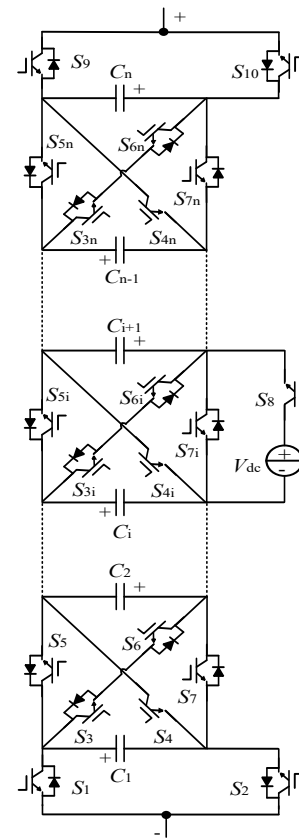 +
S9
Cn
+
S10
S5n
S6n
S7n
S3n
S4n
+
Cn-1
Ci+1
+
S5i
S6i
S8
S7i
Vdc
+
-
S3i
S4i
+
Ci
C2
+
S5
S6
S7
S3
S4
+
C1
S1
S2
-